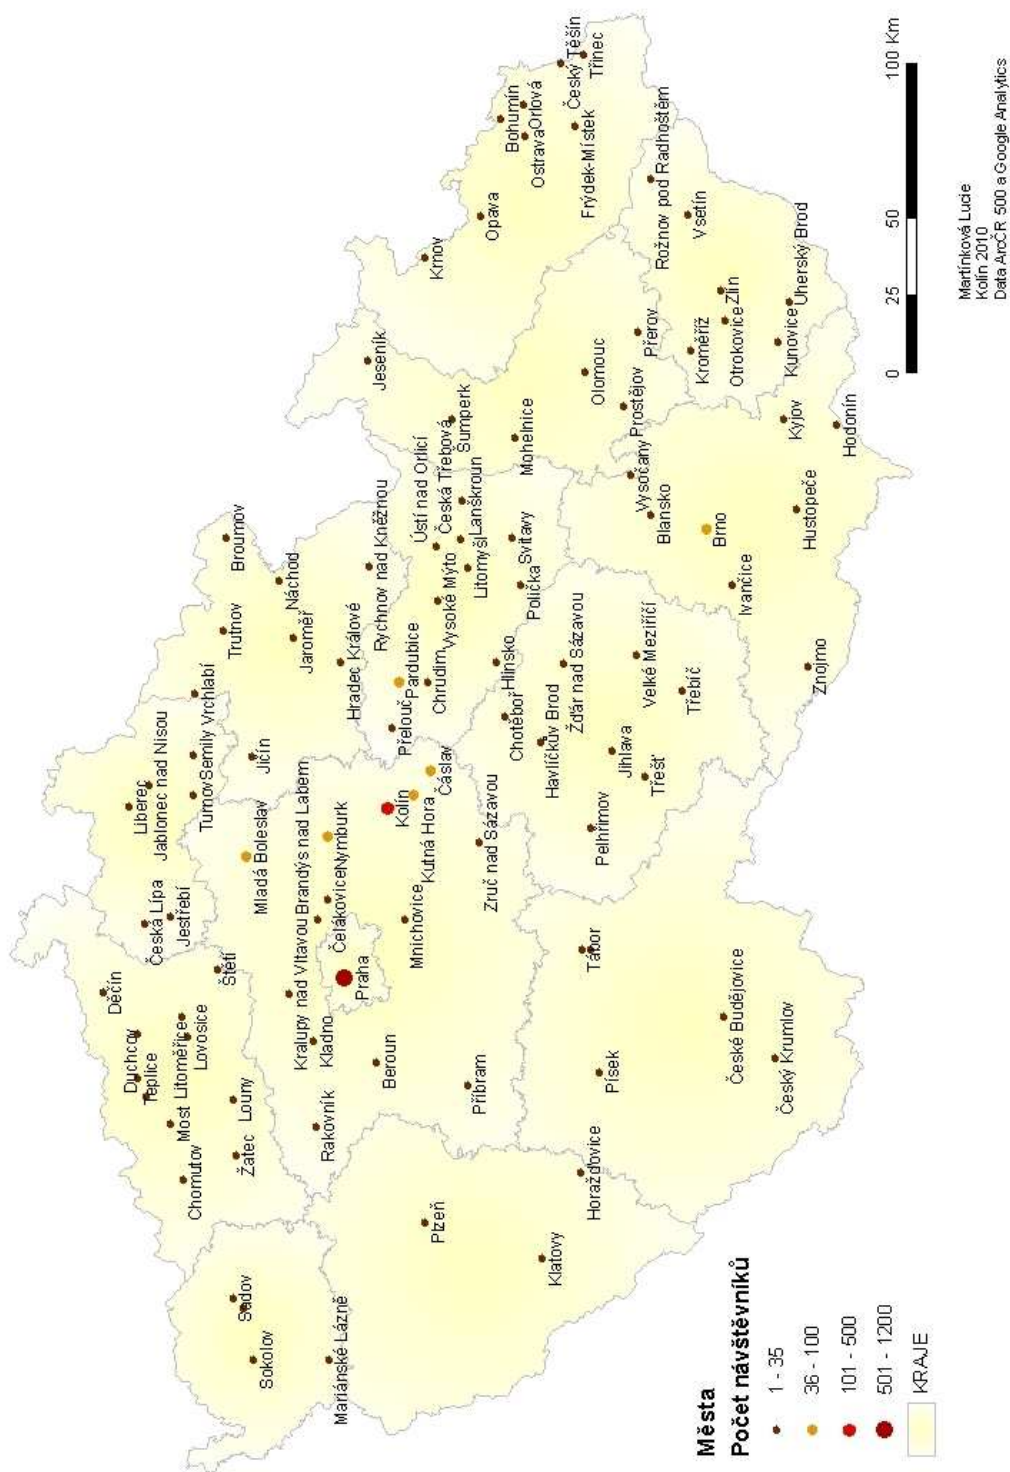 Děčín
Duchcov
Teplice
Most
Litoměřice
Lovosice
Chomutov
Žatec
Louny
Štětí
Česká Lípa
Jestřebí
Liberec
Jablonec nad Nisou
Turnov
Semily
Vrchlabí
Trutnov
Broumov
Náchod
Jaroměř
Jičín
Hradec Králové
Rychnov nad Kněžnou
Sadov
Sokolov
Mariánské Lázně
Mladá Boleslav
Kralupy nad Vltavou
Brandýs nad Labem
Čelákovice
Nymburk
Kladno
Rakovník
Praha
Beroun
Mnichovice
Kolín
Kutná Hora
Čáslav
Příbram
Zruč nad Sázavou
Přelouč
Pardubice
Chrudim
Vysoké Mýto
Ústí nad Orlicí
Česká Třebová
Litomyšl
Lanškroun
Hlinsko
Polička
Svitavy
Jeseník
Šumperk
Mohelnice
Olomouc
Prostějov
Přerov
Krnov
Opava
Bohumín
Ostrava
Orlová
Český Těšín
Třinec
Frýdek-Místek
Rožnov pod Radhoštěm
Vsetín
Kroměříž
Otrokovice
Zlín
Kunovice
Uherský Brod
Plzeň
Klatovy
Horažďovice
Písek
Tábor
České Budějovice
Český Krumlov
Chotěboř
Havlíčkův Brod
Žďár nad Sázavou
Pelhřimov
Jihlava
Třešť
Velké Meziříčí
Třebíč
Vysočany
Blansko
Brno
Ivančice
Znojmo
Hustopeče
Kyjov
Hodonín
Města
Počet návštěvníků
1 - 35
36 - 100
101 - 500
501 - 1200
KRAJE
0 25 50 100 Km
Martínková Lucie
Kolín 2010
Data ArcČR 500 a Google Analytics